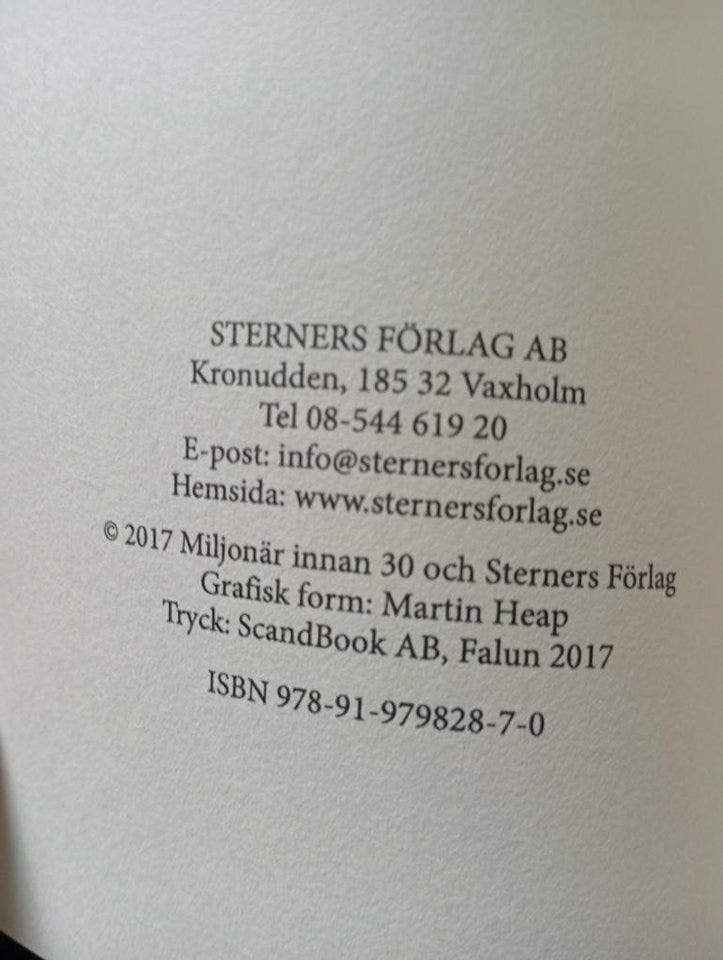 STERNERS FÖRLAG AB
Kronudden, 185 32 Vaxholm
Tel 08-544 619 20
E-post: info@sternersforlag.se
Hemsida: www.sternersforlag.se
© 2017 Miljonär innan 30 och Sterners Förlag
Grafisk form: Martin Heap
Tryck: ScandBook AB, Falun 2017
ISBN 978-91-979828-7-0